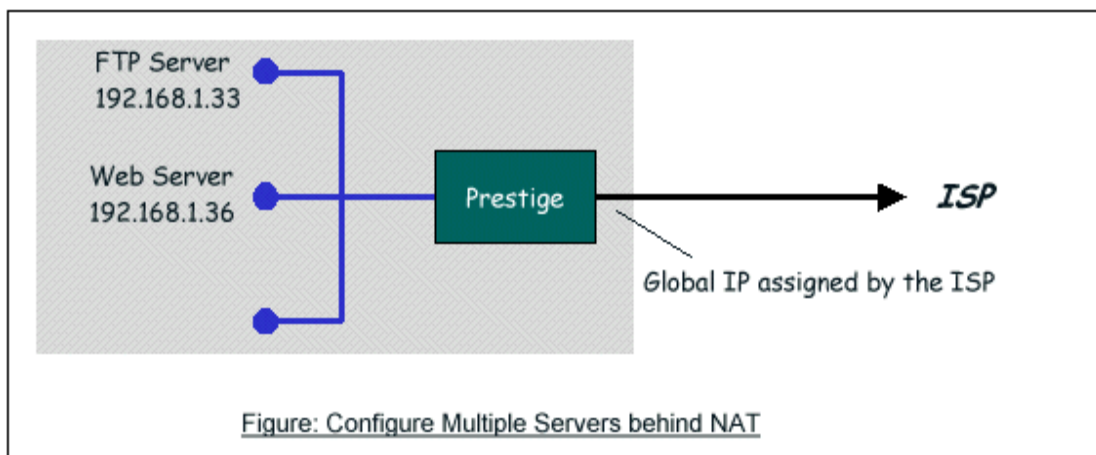 FTP Server
192.168.1.33
Web Server
192.168.1.36
Prestige
ISP
Global IP assigned by the ISP
Figure: Configure Multiple Servers behind NAT